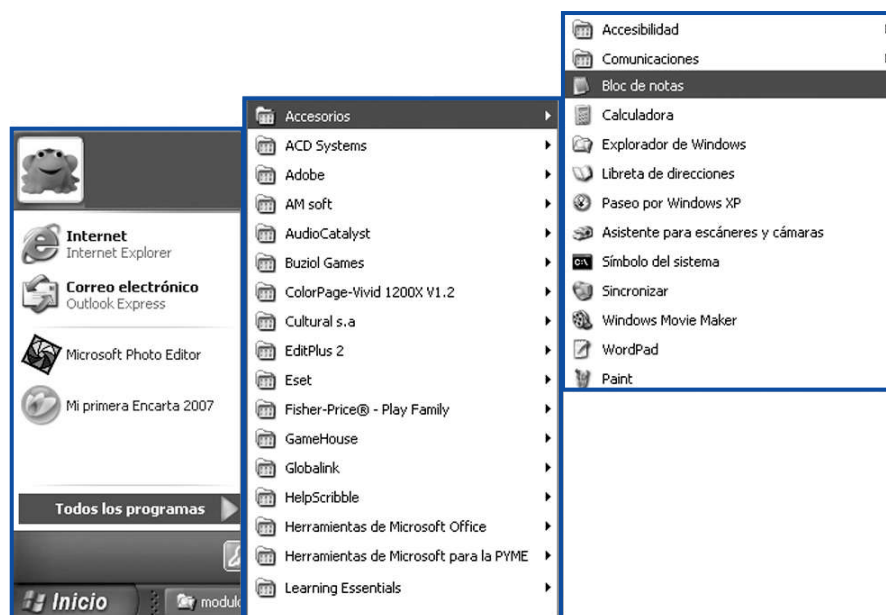 Internet
Internet Explorer
Correo electrónico
Outlook Express
Microsoft Photo Editor
Mi primera Encarta 2007
Todos los programas
Inicio
modulo
Accesorios
ACD Systems
Adobe
AM soft
AudioCatalyst
Buziol Games
ColorPage-Vivid 1200X V1.2
Cultural s.a
EditPlus 2
Eset
Fisher-Price® - Play Family
GameHouse
Globalink
HelpScribble
Herramientas de Microsoft Office
Herramientas de Microsoft para la PYME
Learning Essentials
Accesibilidad
Comunicaciones
Bloc de notas
Calculadora
Explorador de Windows
Libreta de direcciones
Paseo por Windows XP
Asistente para escáneres y cámaras
C:\
Símbolo del sistema
Sincronizar
Windows Movie Maker
WordPad
Paint